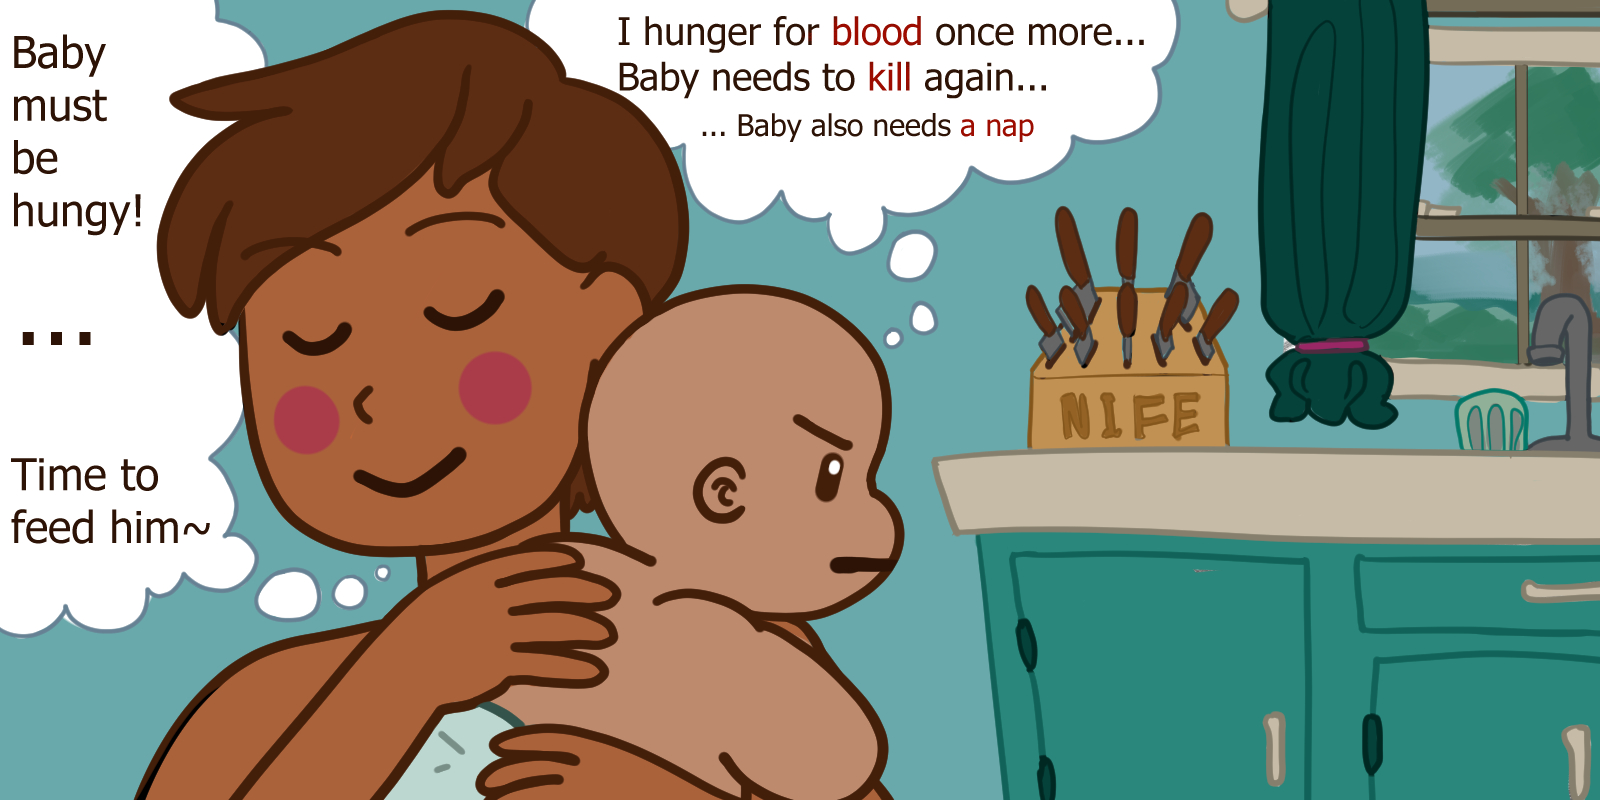 Baby
must
be
hungy!
...
Time to
feed him~
I hunger for blood once more...
Baby needs to kill again...
... Baby also needs a nap
NIFE